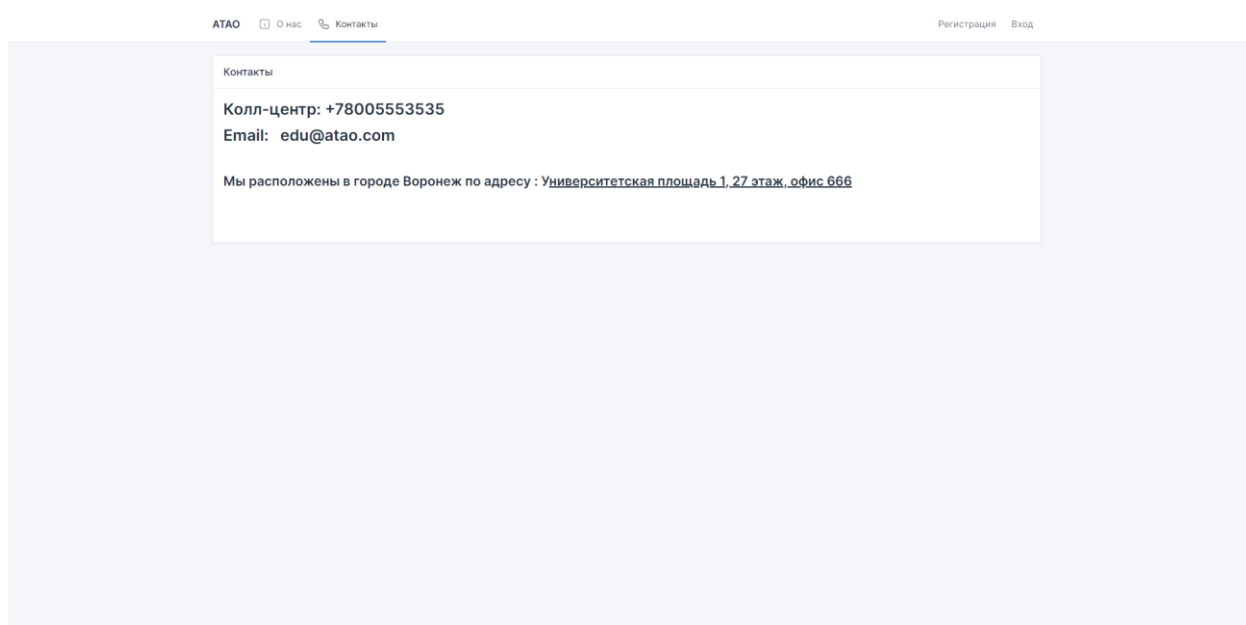 АТАО О нас Контакты Регистрация Вход
Контакты
Колл-центр: +78005553535
Email: edu@atao.com
Мы расположены в городе Воронеж по адресу : Университетская площадь 1, 27 этаж, офис 666